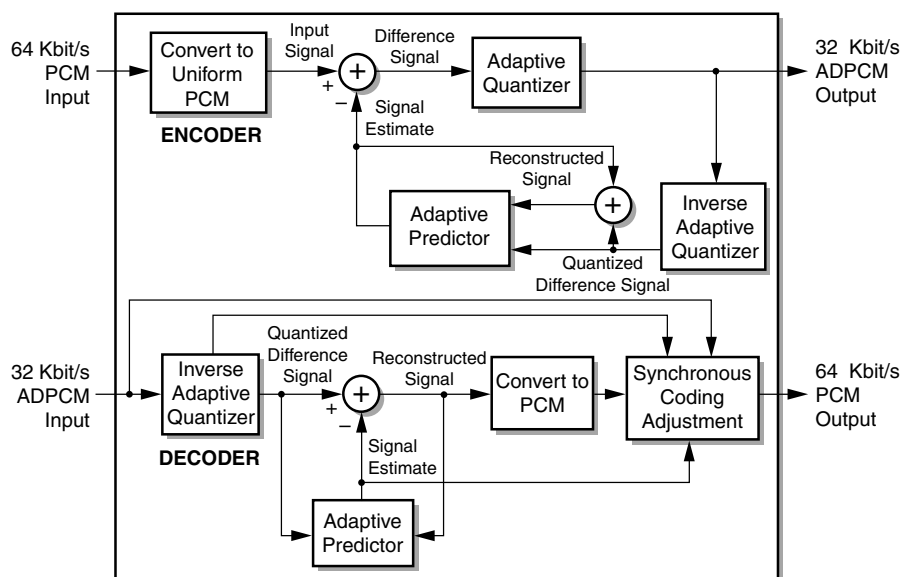 64 Kbit/s
PCM
Input
Convert to
Uniform
PCM
ENCODER
Input
Signal
+
−
+
Difference
Signal
Adaptive
Quantizer
32 Kbit/s
ADPCM
Output
Signal
Estimate
Reconstructed
Signal
+
Adaptive
Predictor
Inverse
Adaptive
Quantizer
Quantized
Difference Signal
32 Kbit/s
ADPCM
Input
Inverse
Adaptive
Quantizer
DECODER
Quantized
Difference
Signal
+
−
+
Reconstructed
Signal
Convert to
PCM
Synchronous
Coding
Adjustment
64 Kbit/s
PCM
Output
Signal
Estimate
Adaptive
Predictor